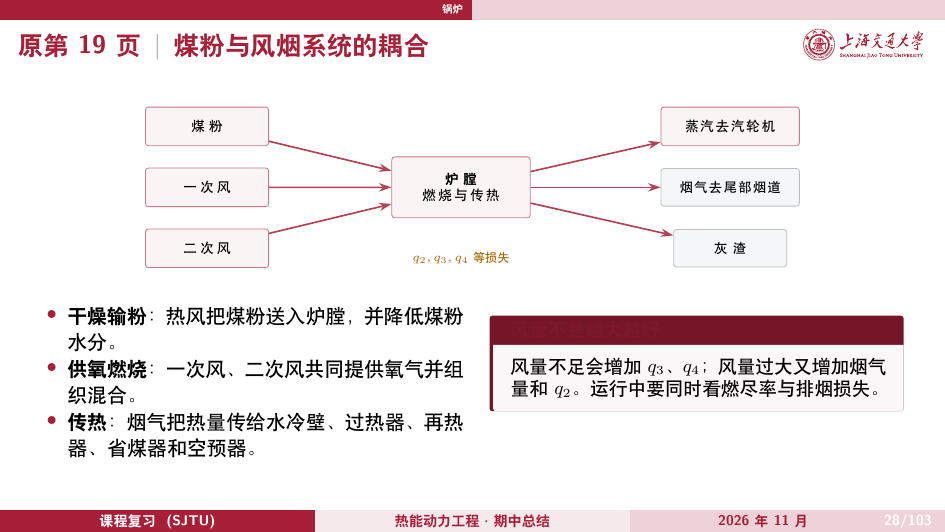 锅炉
原第 19 页 | 煤粉与风烟系统的耦合
上海交通大学
SHANGHAI JIAO TONG UNIVERSITY
煤粉
一次风
二次风
炉膛
燃烧与传热
q2, q3, q4 等损失
蒸汽去汽轮机
烟气去尾部烟道
灰渣
• 干燥输粉：热风把煤粉送入炉膛，并降低煤粉
水分。
• 供氧燃烧：一次风、二次风共同提供氧气并组
织混合。
• 传热：烟气把热量传给水冷壁、过热器、再热
器、省煤器和空预器。
风量不足会增加 q3、q4；风量过大又增加烟气
量和 q2。运行中要同时看燃尽率与排烟损失。
课程复习 (SJTU)
热能动力工程 · 期中总结
2026 年 11 月
28/103